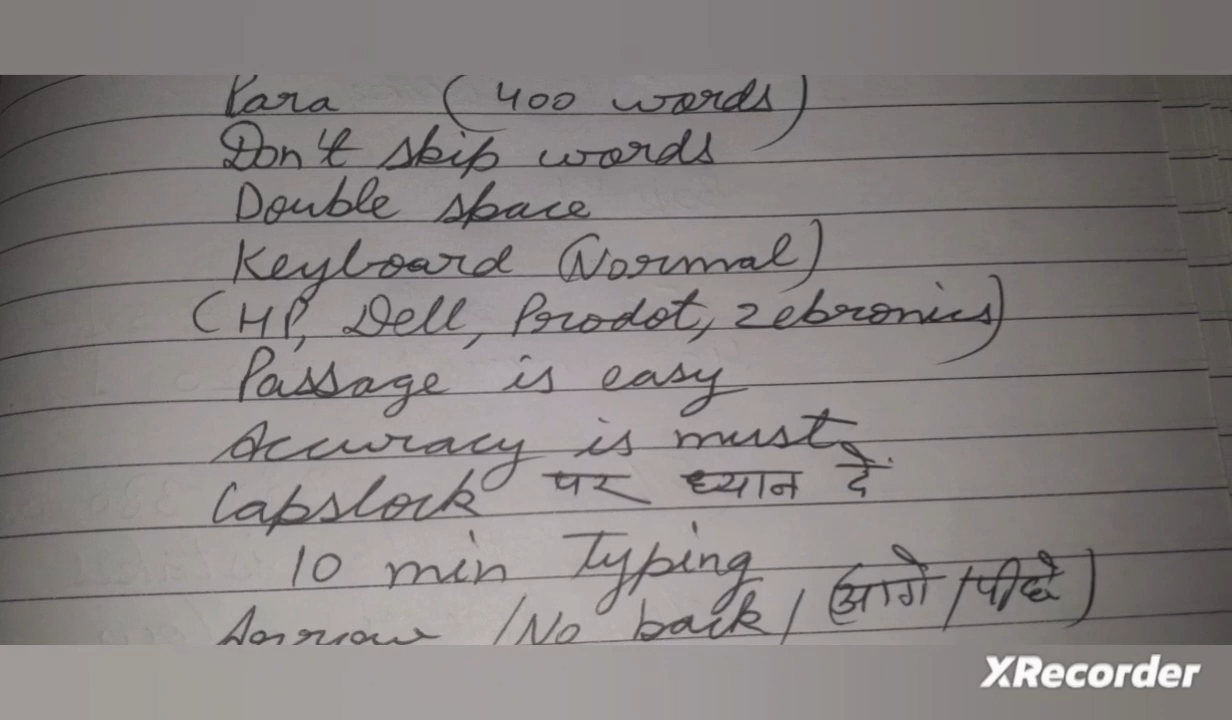 Para (400 words)
Don't skip words
Double space
Keyboard (Normal)
(HP, Dell, Prodot, zebronics)
Passage is easy
Accuracy is must
Capslock पर ध्यान दें
10 min Typing
Arrow /No back/ (आगे/पीछे)
XRecorder